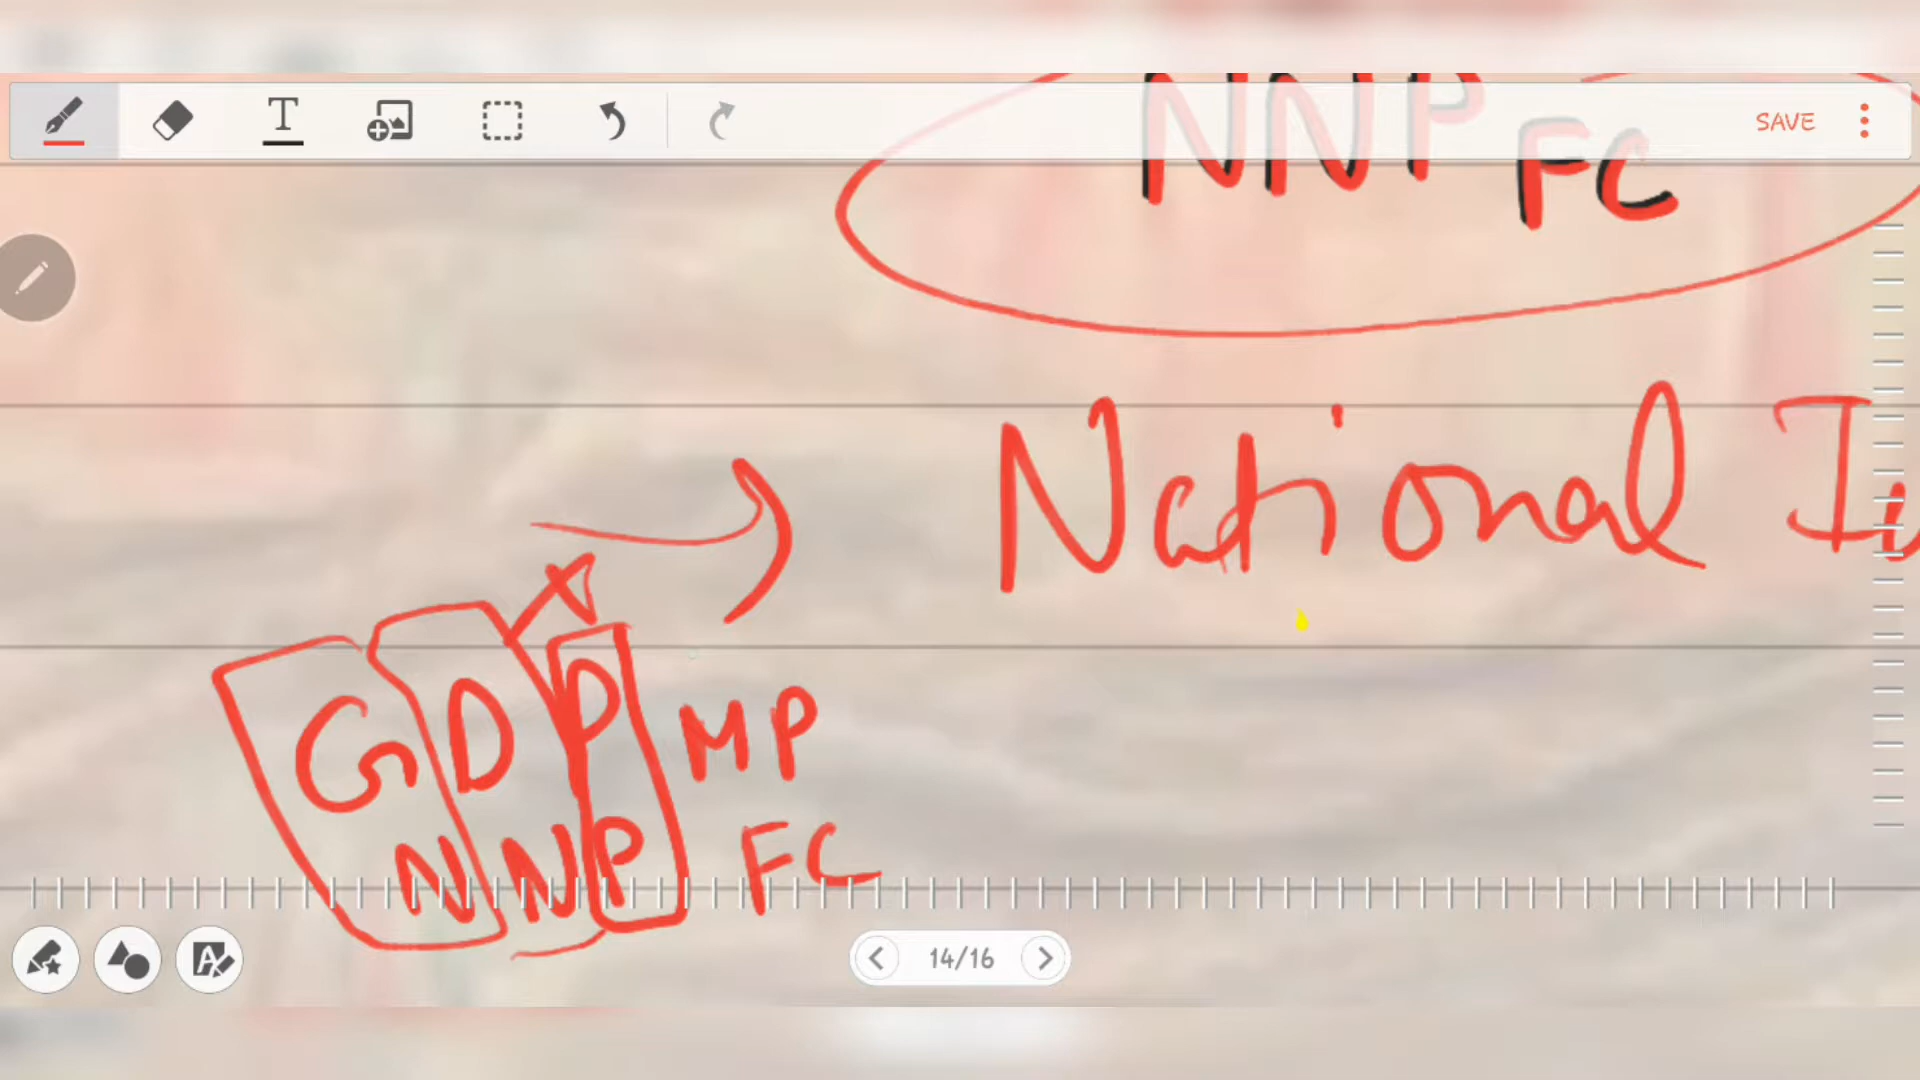 T
SAVE
NNP FC
National
GDP MP
NNP FC
14/16